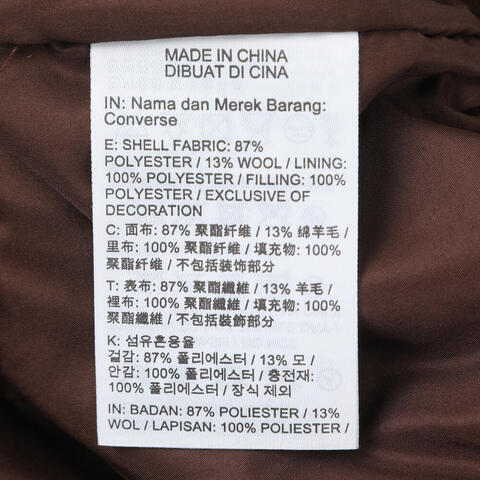 MADE IN CHINA
DIBUAT DI CINA
IN: Nama dan Merek Barang:
Converse
E: SHELL FABRIC: 87%
POLYESTER / 13% WOOL / LINING:
100% POLYESTER / FILLING: 100%
POLYESTER / EXCLUSIVE OF
DECORATION
C: 面布: 87% 聚酯纤维 / 13% 绵羊毛 /
里布: 100% 聚酯纤维 / 填充物: 100%
聚酯纤维 / 不包括装饰部分
T: 表布: 87% 聚酯纖維 / 13% 羊毛 /
裡布: 100% 聚酯纖維 / 填充物: 100%
聚酯纖維 / 不包括裝飾部分
K: 섬유혼용율
겉감: 87% 폴리에스터 / 13% 모 /
안감: 100% 폴리에스터 / 충전재:
100% 폴리에스터 / 장식 제외
IN: BADAN: 87% POLIESTER / 13%
WOL / LAPISAN: 100% POLIESTER /